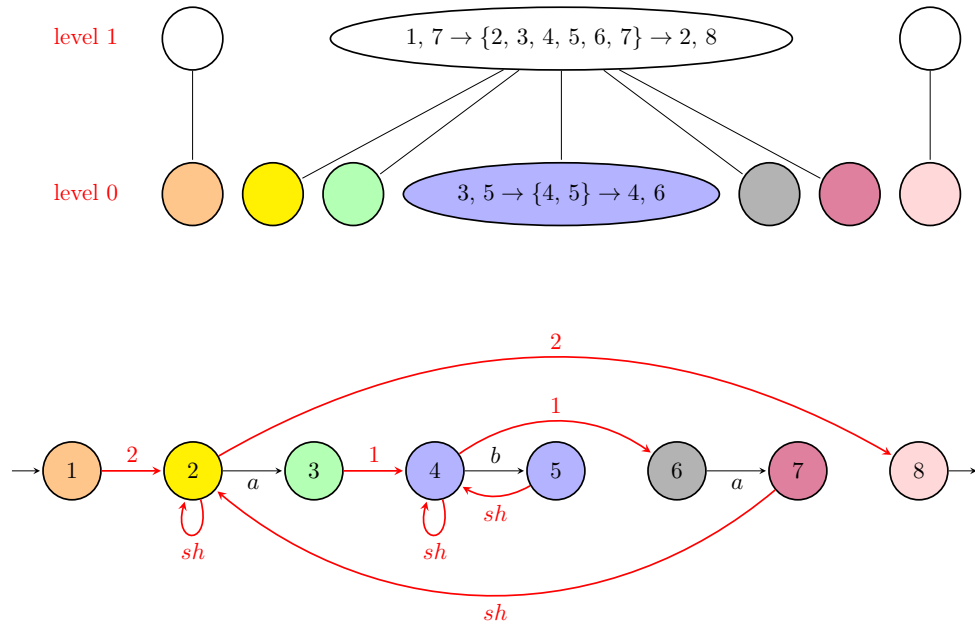 level 1
1, 7 → {2, 3, 4, 5, 6, 7} → 2, 8
level 0
3, 5 → {4, 5} → 4, 6
2
1
2
1
b
1
2
3
4
5
6
7
8
a
a
sh
sh
sh
sh